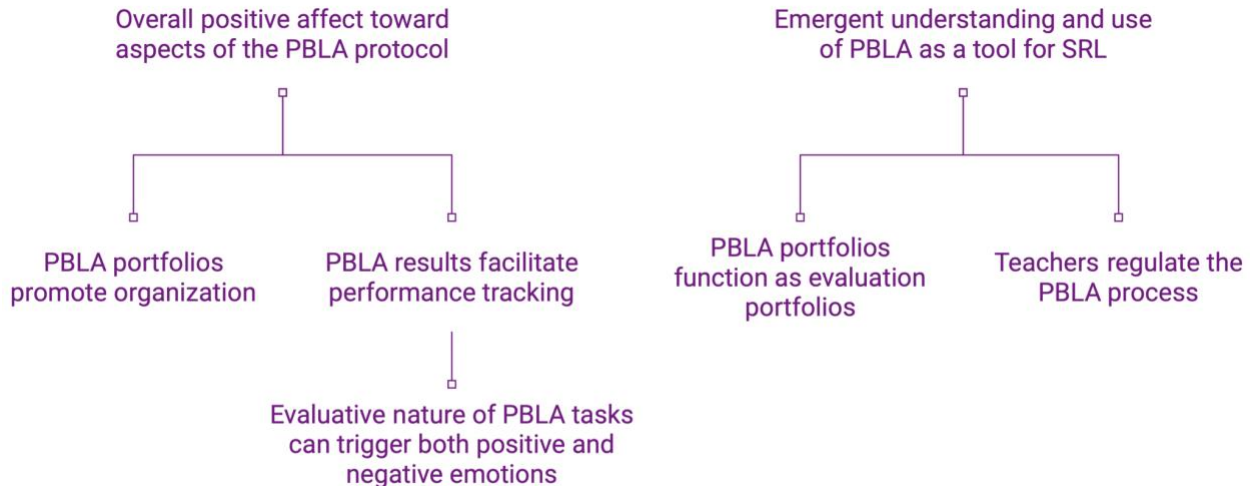 Overall positive affect toward
aspects of the PBLA protocol
Emergent understanding and use
of PBLA as a tool for SRL
PBLA portfolios
promote organization
PBLA results facilitate
performance tracking
PBLA portfolios
function as evaluation
portfolios
Teachers regulate the
PBLA process
Evaluative nature of PBLA tasks
can trigger both positive and
negative emotions